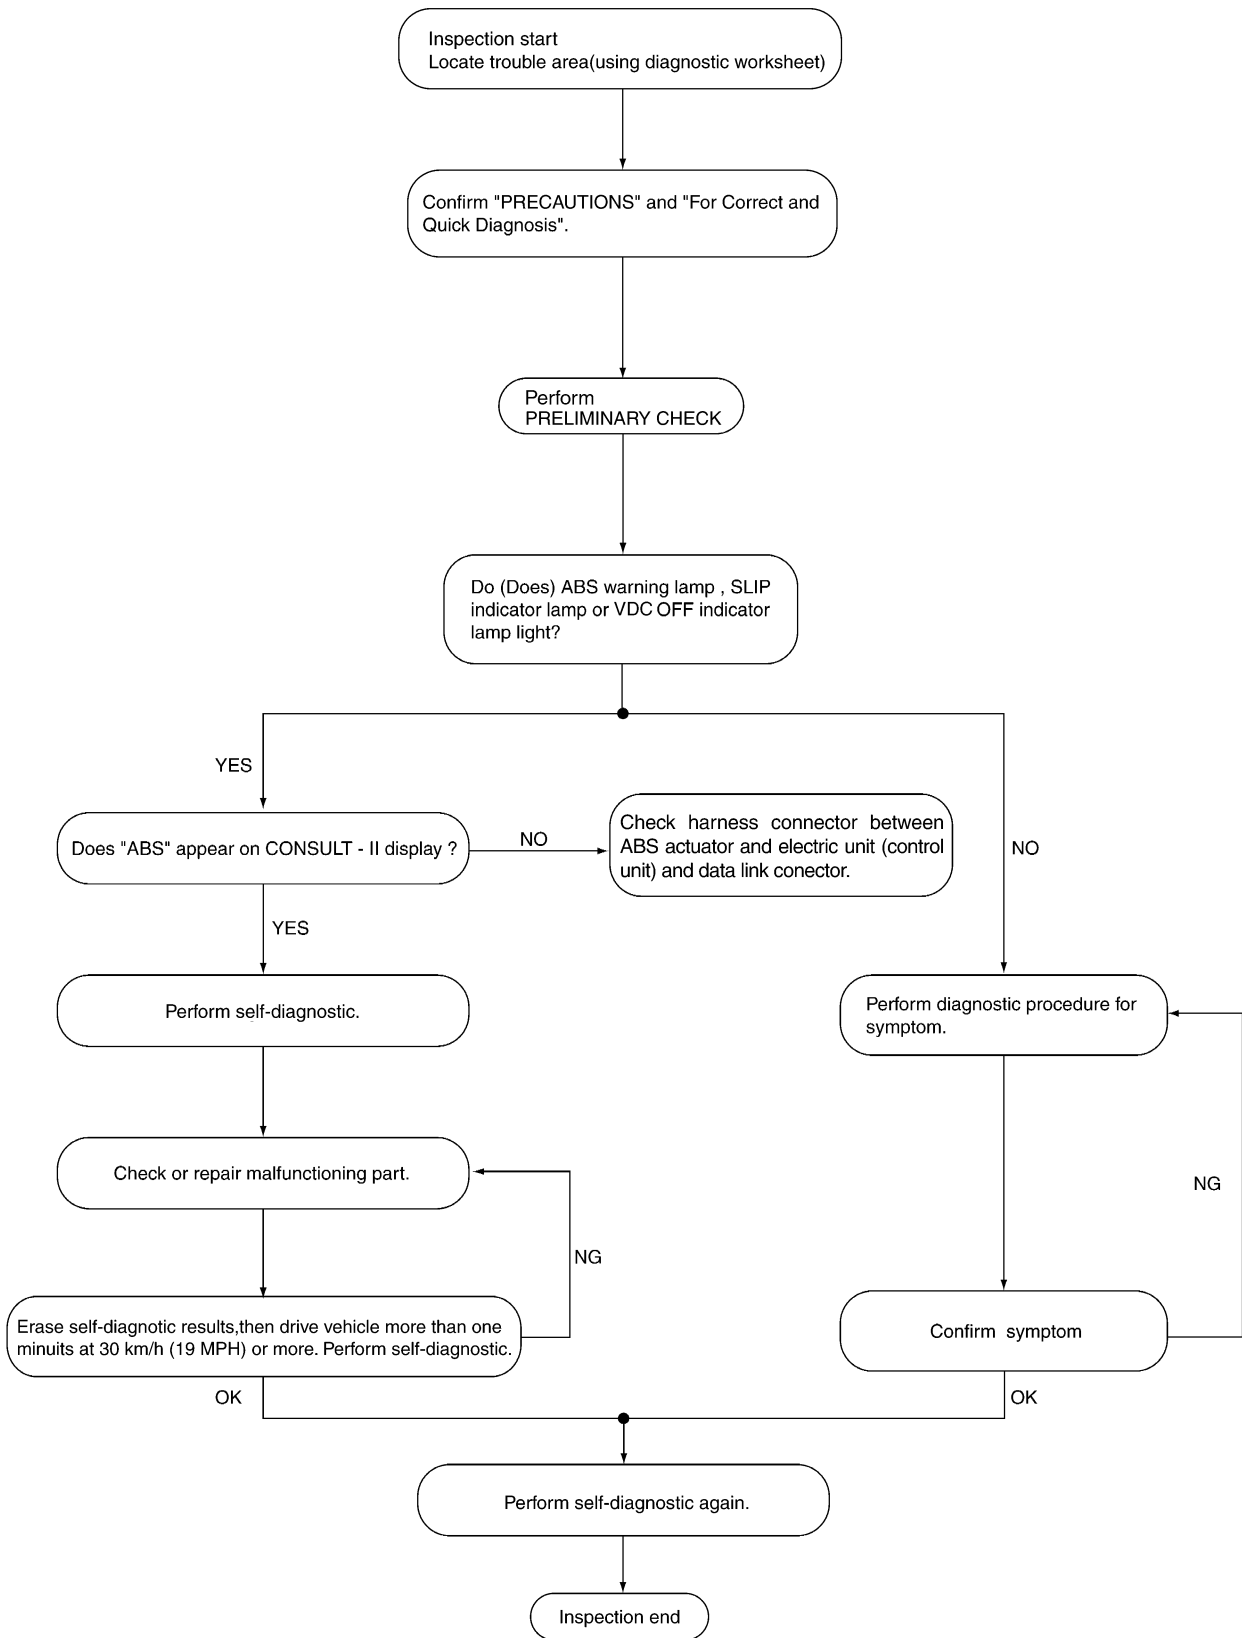 Inspection start
Locate trouble area(using diagnostic worksheet)
Confirm "PRECAUTIONS" and "For Correct and
Quick Diagnosis".
Perform
PRELIMINARY CHECK
Do (Does) ABS warning lamp , SLIP
indicator lamp or VDC OFF indicator
lamp light?
YES
NO
Does "ABS" appear on CONSULT - II display ?
NO
Check harness connector between
ABS actuator and electric unit (control
unit) and data link conector.
YES
Perform self-diagnostic.
Perform diagnostic procedure for
symptom.
Check or repair malfunctioning part.
NG
NG
Erase self-diagnotic results,then drive vehicle more than one
minuits at 30 km/h (19 MPH) or more. Perform self-diagnostic.
Confirm symptom
OK
OK
Perform self-diagnostic again.
Inspection end